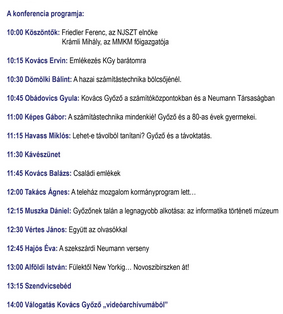 A konferencia programja:
10:00 Köszöntők: Friedler Ferenc, az NJSZT elnöke
Krámli Mihály, az MMKM főigazgatója
10:15 Kovács Ervin: Emlékezés KGy barátomra
10:30 Dömölki Bálint: A hazai számítástechnika bölcsőjénél.
10:45 Obádovics Gyula: Kovács Győző a számítóközpontokban és a Neumann Társaságban
11:00 Képes Gábor: A számítástechnika mindenkié! Győző és a 80-as évek gyermekei.
11:15 Havass Miklós: Lehet-e távolból tanítani? Győző és a távoktatás.
11:30 Kávészünet
11:45 Kovács Balázs: Családi emlékek
12:00 Takács Ágnes: A teleház mozgalom kormányprogram lett…
12:15 Muszka Dániel: Győzőnek talán a legnagyobb alkotása: az informatika történeti múzeum
12:30 Vértes János: Együtt az olvasókkal
12:45 Hajós Éva: A szekszárdi Neumann verseny
13:00 Alföldi István: Fülektől New Yorkig… Novoszibirszken át!
13:15 Szendvicsebéd
14:00 Válogatás Kovács Győző „videóarchívumából”